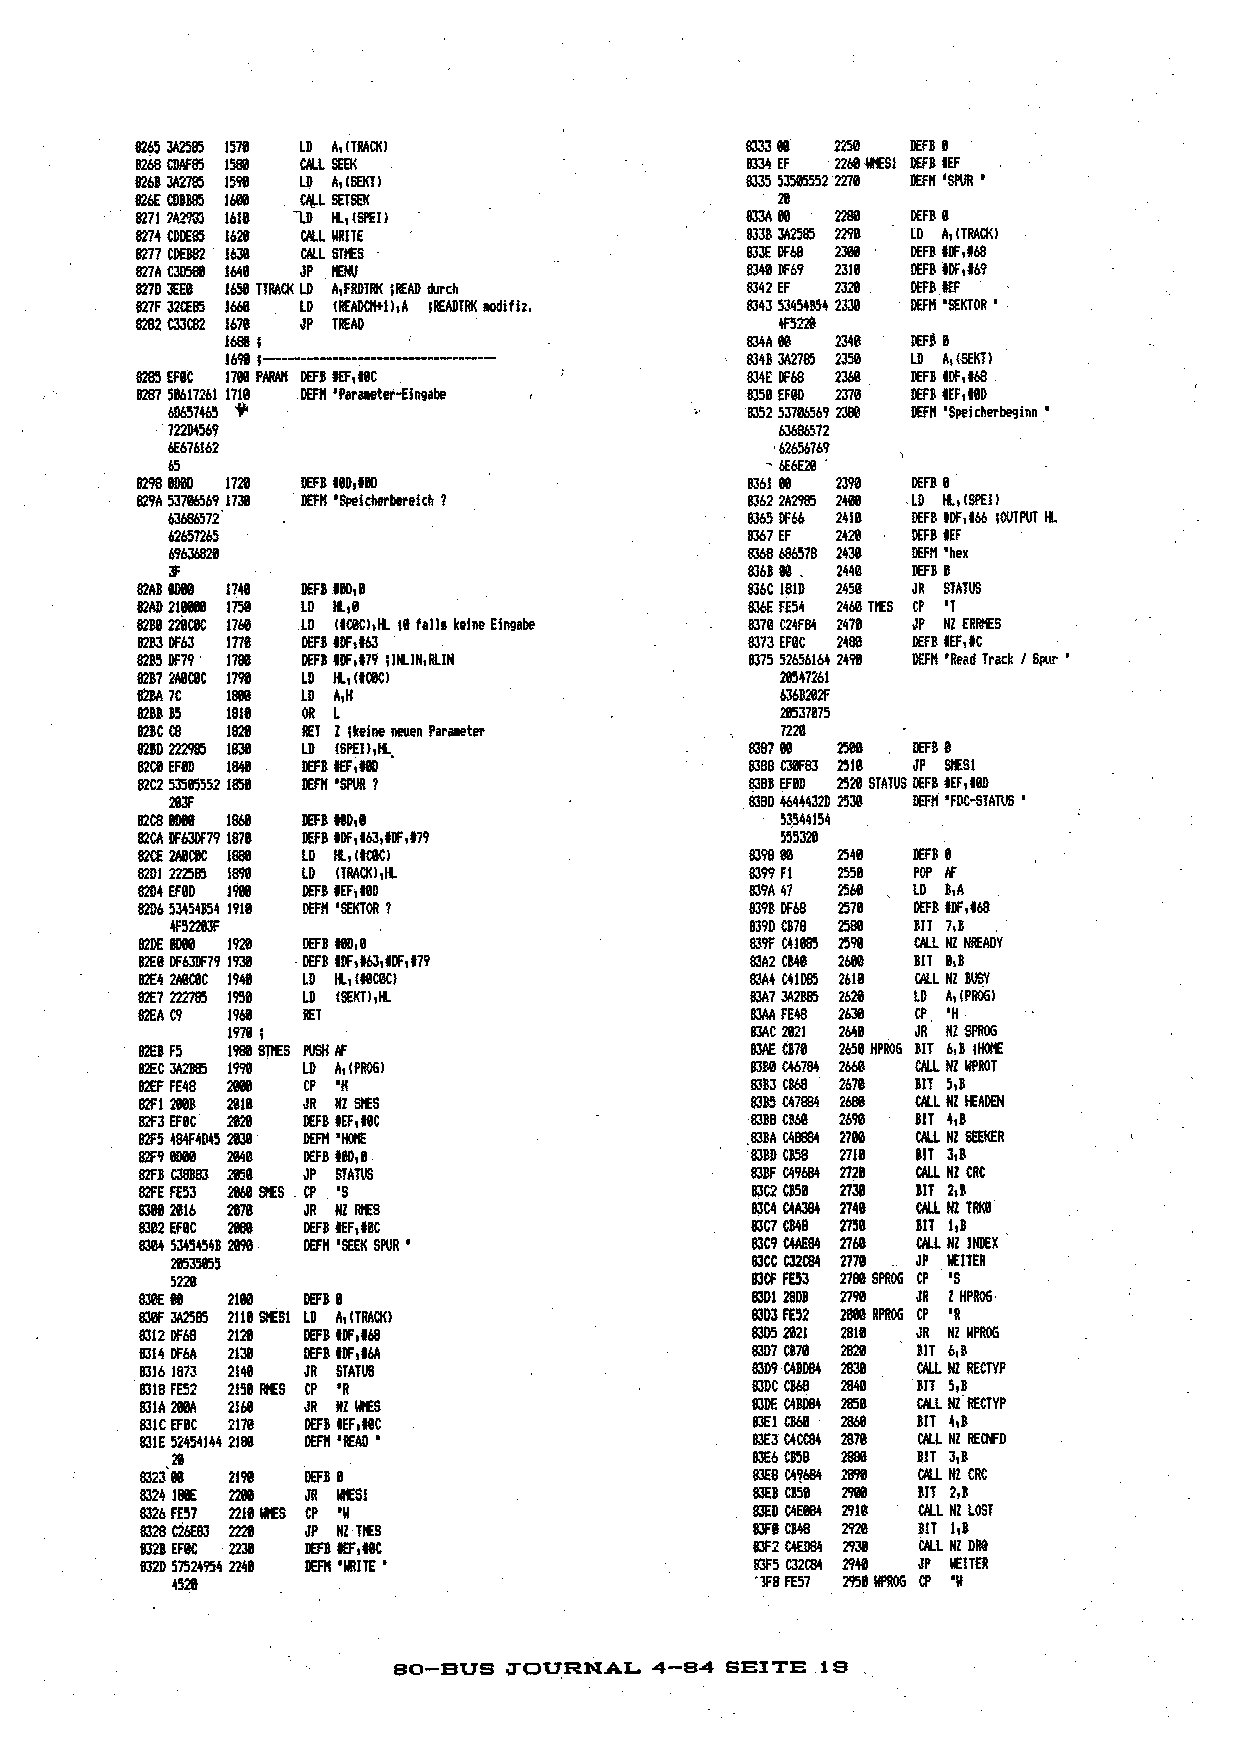 8265 3A2585 1570 LD A,(TRACK)
8268 CDAF85 1580 CALL SEEK
826B 3A2785 1590 LD A,(SEKT)
826E CDBB85 1600 CALL SETSEK
8271 2A2985 1610 LD HL,(SPEI)
8274 CDDE85 1620 CALL WRITE
8277 CDEB82 1630 CALL STMES
827A C3D580 1640 JP MENU
827D 3EE0 1650 TTRACK LD A,FRDTRK ;READ durch
827F 32CEB5 1660 LD (READCM+1),A ;READTRK modifiz.
8282 C33C82 1670 JP TREAD
1680 ;
1690 ;------------------------------------
8285 EF0C 1700 PARAM DEFB #EF,#0C
8287 50617261 1710 DEFM "Parameter-Eingabe
6D657465
722D4569
6E676162
65
8298 0D0D 1720 DEFB #0D,#0D
829A 53706569 1730 DEFM "Speicherbereich ?
63686572
62657265
69636820
3F
82AB 0D00 1740 DEFB #0D,0
82AD 210000 1750 LD HL,0
82B0 220C0C 1760 LD (#C0C),HL ;0 falls keine Eingabe
82B3 DF63 1770 DEFB #DF,#63
82B5 DF79 1780 DEFB #DF,#79 ;INLIN,RLIN
82B7 2A0C0C 1790 LD HL,(#C0C)
82BA 7C 1800 LD A,H
82BB B5 1810 OR L
82BC C8 1820 RET Z ;keine neuen Parameter
82BD 222985 1830 LD (SPEI),HL
82C0 EF0D 1840 DEFB #EF,#0D
82C2 53505552 1850 DEFM "SPUR ?
203F
82C8 0D00 1860 DEFB #0D,0
82CA DF63DF79 1870 DEFB #DF,#63,#DF,#79
82CE 2A0C0C 1880 LD HL,(#C0C)
82D1 222585 1890 LD (TRACK),HL
82D4 EF0D 1900 DEFB #EF,#0D
82D6 53454B54 1910 DEFM "SEKTOR ?
4F52203F
82DE 0D00 1920 DEFB #0D,0
82E0 DF63DF79 1930 DEFB #DF,#63,#DF,#79
82E4 2A0C0C 1940 LD HL,(#0C0C)
82E7 222785 1950 LD (SEKT),HL
82EA C9 1960 RET
1970 ;
82EB F5 1980 STMES PUSH AF
82EC 3A2B85 1990 LD A,(PROG)
82EF FE48 2000 CP "H
82F1 200B 2010 JR NZ SMES
82F3 EF0C 2020 DEFB #EF,#0C
82F5 484F4D45 2030 DEFM "HOME
82F9 0D00 2040 DEFB #0D,0
82FB C38B83 2050 JP STATUS
82FE FE53 2060 SMES CP "S
8300 2016 2070 JR NZ RMES
8302 EF0C 2080 DEFB #EF,#0C
8304 5345454B 2090 DEFM "SEEK SPUR "
20535055
5220
830E 00 2100 DEFB 0
830F 3A2585 2110 SMES1 LD A,(TRACK)
8312 DF68 2120 DEFB #DF,#68
8314 DF6A 2130 DEFB #DF,#6A
8316 1873 2140 JR STATUS
8318 FE52 2150 RMES CP "R
831A 200A 2160 JR NZ WMES
831C EF0C 2170 DEFB #EF,#0C
831E 52454144 2180 DEFM "READ "
20
8323 00 2190 DEFB 0
8324 180E 2200 JR WMES1
8326 FE57 2210 WMES CP "W
8328 C26E83 2220 JP NZ TMES
832B EF0C 2230 DEFB #EF,#0C
832D 57524954 2240 DEFM "WRITE "
4520
8333 00 2250 DEFB 0
8334 EF 2260 WMES1 DEFB #EF
8335 53505552 2270 DEFM "SPUR "
20
833A 00 2280 DEFB 0
833B 3A2585 2290 LD A,(TRACK)
833E DF68 2300 DEFB #DF,#68
8340 DF69 2310 DEFB #DF,#69
8342 EF 2320 DEFB #EF
8343 53454B54 2330 DEFM "SEKTOR "
4F5220
834A 00 2340 DEFB 0
834B 3A2785 2350 LD A,(SEKT)
834E DF68 2360 DEFB #DF,#68
8350 EF0D 2370 DEFB #EF,#0D
8352 53706569 2380 DEFM "Speicherbeginn "
63686572
62656769
6E6E20
8361 00 2390 DEFB 0
8362 2A2985 2400 LD HL,(SPEI)
8365 DF66 2410 DEFB #DF,#66 ;OUTPUT HL
8367 EF 2420 DEFB #EF
8368 686578 2430 DEFM "hex
836B 00 2440 DEFB 0
836C 181D 2450 JR STATUS
836E FE54 2460 TMES CP "T
8370 C24F84 2470 JP NZ ERRMES
8373 EF0C 2480 DEFB #EF,#C
8375 52656164 2490 DEFM "Read Track / Spur "
20547261
636B202F
20537075
7220
8387 00 2500 DEFB 0
8388 C30F83 2510 JP SMES1
838B EF0D 2520 STATUS DEFB #EF,#0D
838D 4644432D 2530 DEFM "FDC-STATUS "
53544154
555320
8398 00 2540 DEFB 0
8399 F1 2550 POP AF
839A 47 2560 LD B,A
839B DF68 2570 DEFB #DF,#68
839D CB78 2580 BIT 7,B
839F C41085 2590 CALL NZ NREADY
83A2 CB40 2600 BIT 0,B
83A4 C41D85 2610 CALL NZ BUSY
83A7 3A2B85 2620 LD A,(PROG)
83AA FE48 2630 CP "H
83AC 2021 2640 JR NZ SPROG
83AE CB70 2650 HPROG BIT 6,B ;HOME
83B0 C46784 2660 CALL NZ WPROT
83B3 CB68 2670 BIT 5,B
83B5 C47884 2680 CALL NZ HEADEN
83B8 CB60 2690 BIT 4,B
83BA C48884 2700 CALL NZ SEEKER
83BD CB58 2710 BIT 3,B
83BF C49684 2720 CALL NZ CRC
83C2 CB50 2730 BIT 2,B
83C4 C4A384 2740 CALL NZ TRK0
83C7 CB48 2750 BIT 1,B
83C9 C4AE84 2760 CALL NZ INDEX
83CC C32C84 2770 JP WEITER
83CF FE53 2780 SPROG CP "S
83D1 28DB 2790 JR Z HPROG
83D3 FE52 2800 RPROG CP "R
83D5 2021 2810 JR NZ WPROG
83D7 CB70 2820 BIT 6,B
83D9 C4BD84 2830 CALL NZ RECTYP
83DC CB68 2840 BIT 5,B
83DE C4BD84 2850 CALL NZ RECTYP
83E1 CB60 2860 BIT 4,B
83E3 C4CC84 2870 CALL NZ RECNFD
83E6 CB58 2880 BIT 3,B
83E8 C49684 2890 CALL NZ CRC
83EB CB50 2900 BIT 2,B
83ED C4E084 2910 CALL NZ LOST
83F0 CB48 2920 BIT 1,B
83F2 C4ED84 2930 CALL NZ DRQ
83F5 C32C84 2940 JP WEITER
3F8 FE57 2950 WPROG CP "W
80-BUS JOURNAL 4-84 SEITE 19